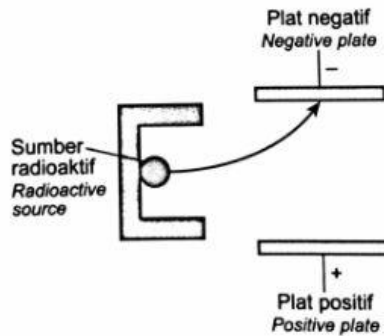 Plat negatif
Negative plate
−
Sumber
radioaktif
Radioactive
source
+
Plat positif
Positive plate